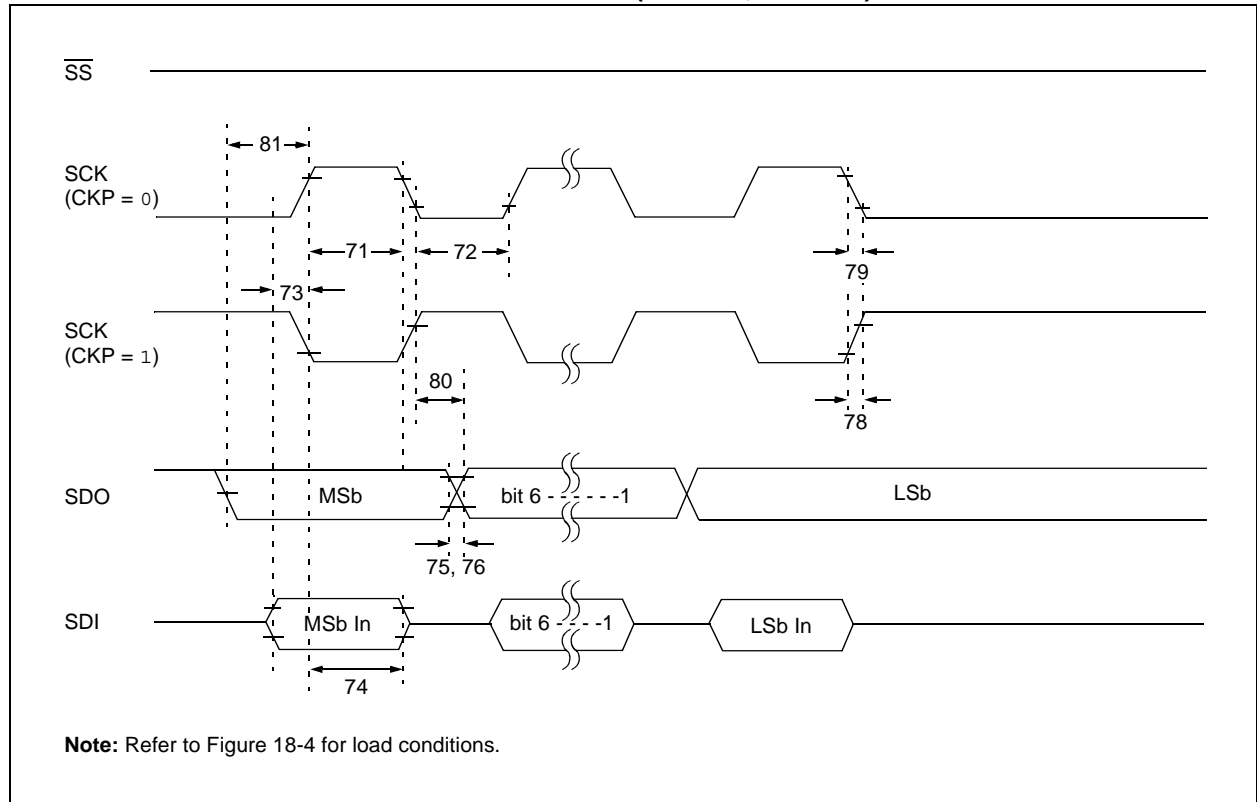 SS
81
SCK
(CKP = 0)
71
72
79
73
SCK
(CKP = 1)
80
78
SDO
MSb
bit 6 - - - - - -1
LSb
75, 76
SDI
MSb In
bit 6 - - - - -1
LSb In
74
Note: Refer to Figure 18-4 for load conditions.